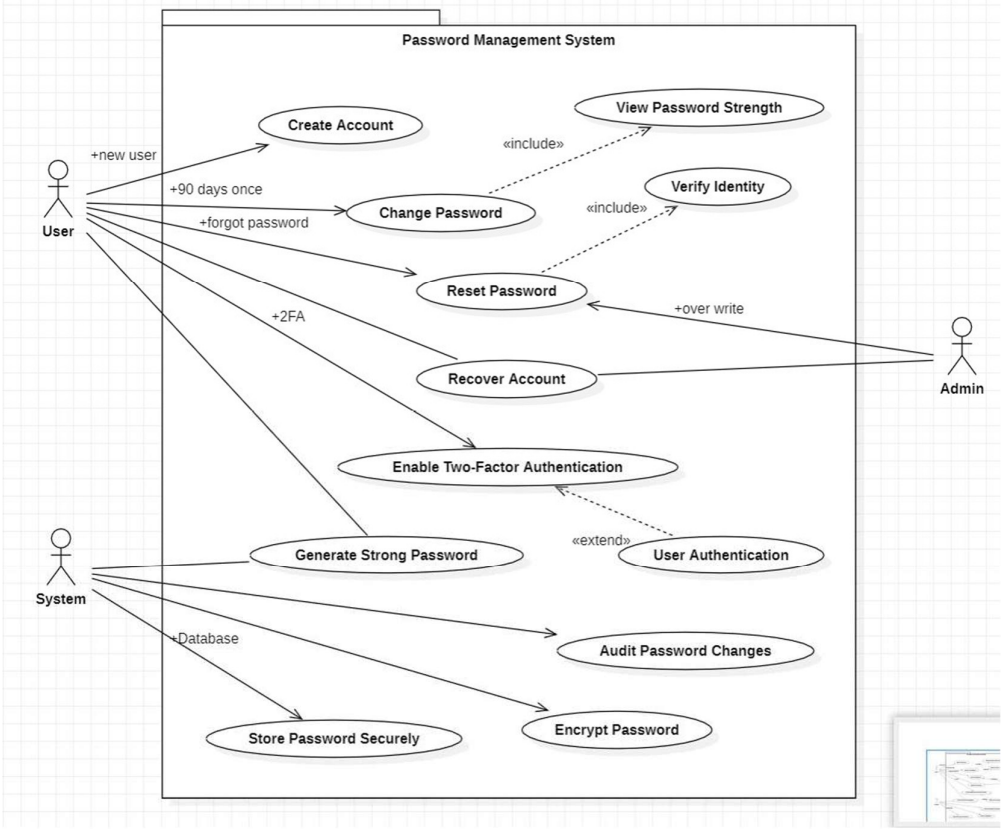 Password Management System
View Password Strength
Create Account
«include»
+new user
Verify Identity
+90 days once
«include»
Change Password
+forgot password
User
Reset Password
+over write
+2FA
Recover Account
Admin
Enable Two-Factor Authentication
«extend»
Generate Strong Password
User Authentication
System
+Database
Audit Password Changes
Encrypt Password
Store Password Securely